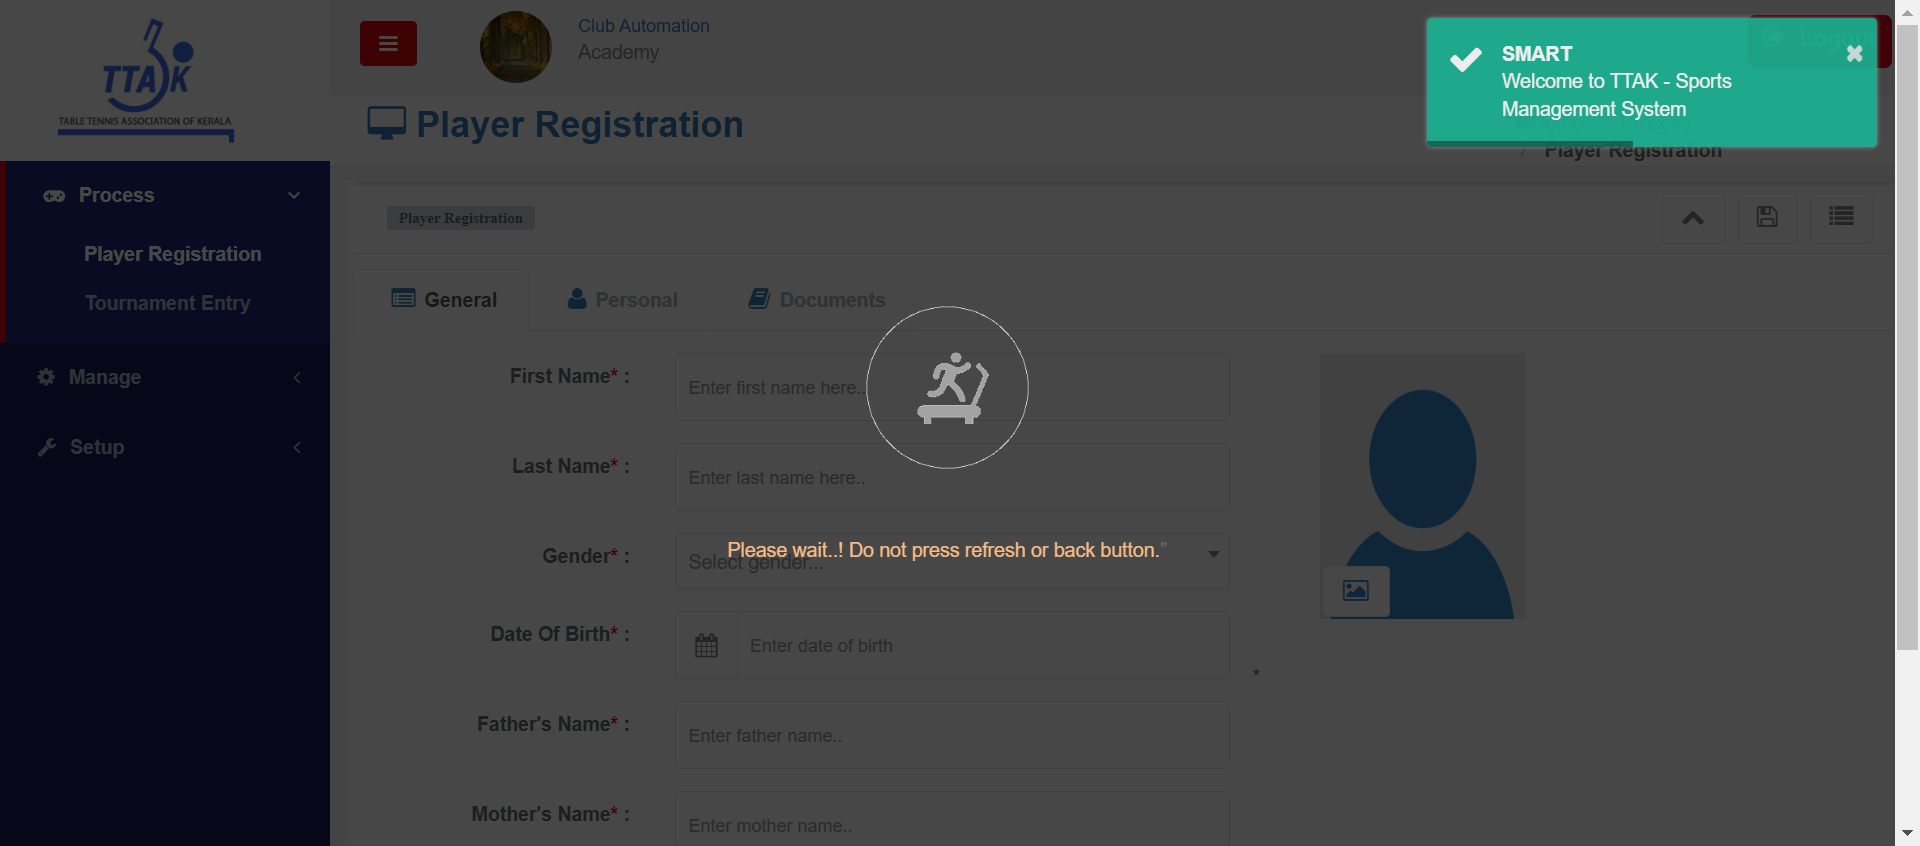 TTAK
TABLE TENNIS ASSOCIATION OF KERALA
Club Automation
Academy
Logout
SMART
Welcome to TTAK - Sports
Management System
Player Registration
/ Player Registration
Process
Player Registration
Tournament Entry
Manage
Setup
Player Registration
General
Personal
Documents
First Name* :
Enter first name here..
Last Name* :
Enter last name here..
Gender* :
Select gender...
Please wait..! Do not press refresh or back button."
Date Of Birth* :
Enter date of birth
*
Father's Name* :
Enter father name..
Mother's Name* :
Enter mother name..